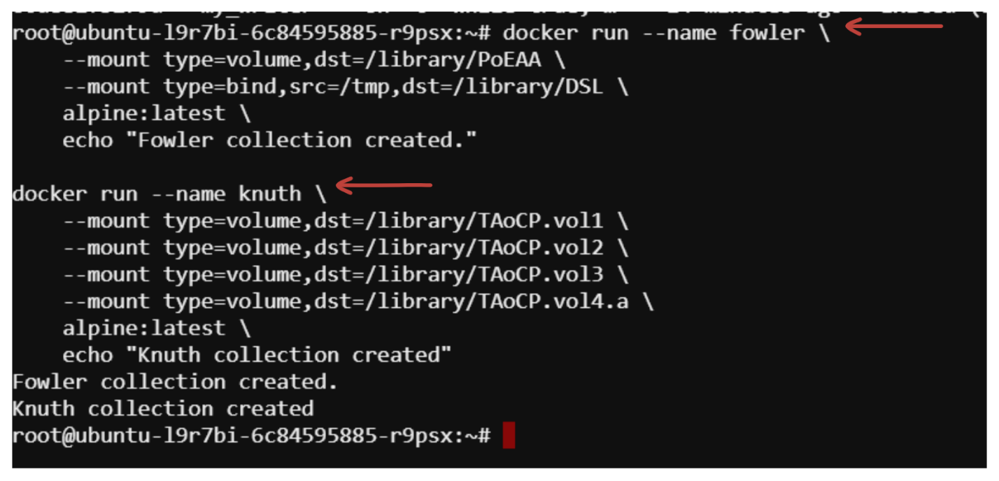 root@ubuntu-l9r7bi-6c84595885-r9psx:~# docker run --name fowler \
    --mount type=volume,dst=/library/PoEAA \
    --mount type=bind,src=/tmp,dst=/library/DSL \
    alpine:latest \
    echo "Fowler collection created."

docker run --name knuth \
    --mount type=volume,dst=/library/TAoCP.vol1 \
    --mount type=volume,dst=/library/TAoCP.vol2 \
    --mount type=volume,dst=/library/TAoCP.vol3 \
    --mount type=volume,dst=/library/TAoCP.vol4.a \
    alpine:latest \
    echo "Knuth collection created"
Fowler collection created.
Knuth collection created
root@ubuntu-l9r7bi-6c84595885-r9psx:~#